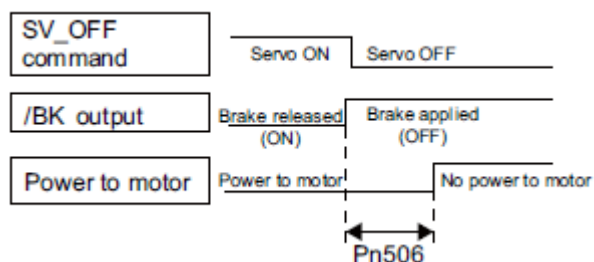 SV_OFF
command
Servo ON
Servo OFF
/BK output
Brake released
(ON)
Brake applied
(OFF)
Power to motor
Power to motor
No power to motor
Pn506